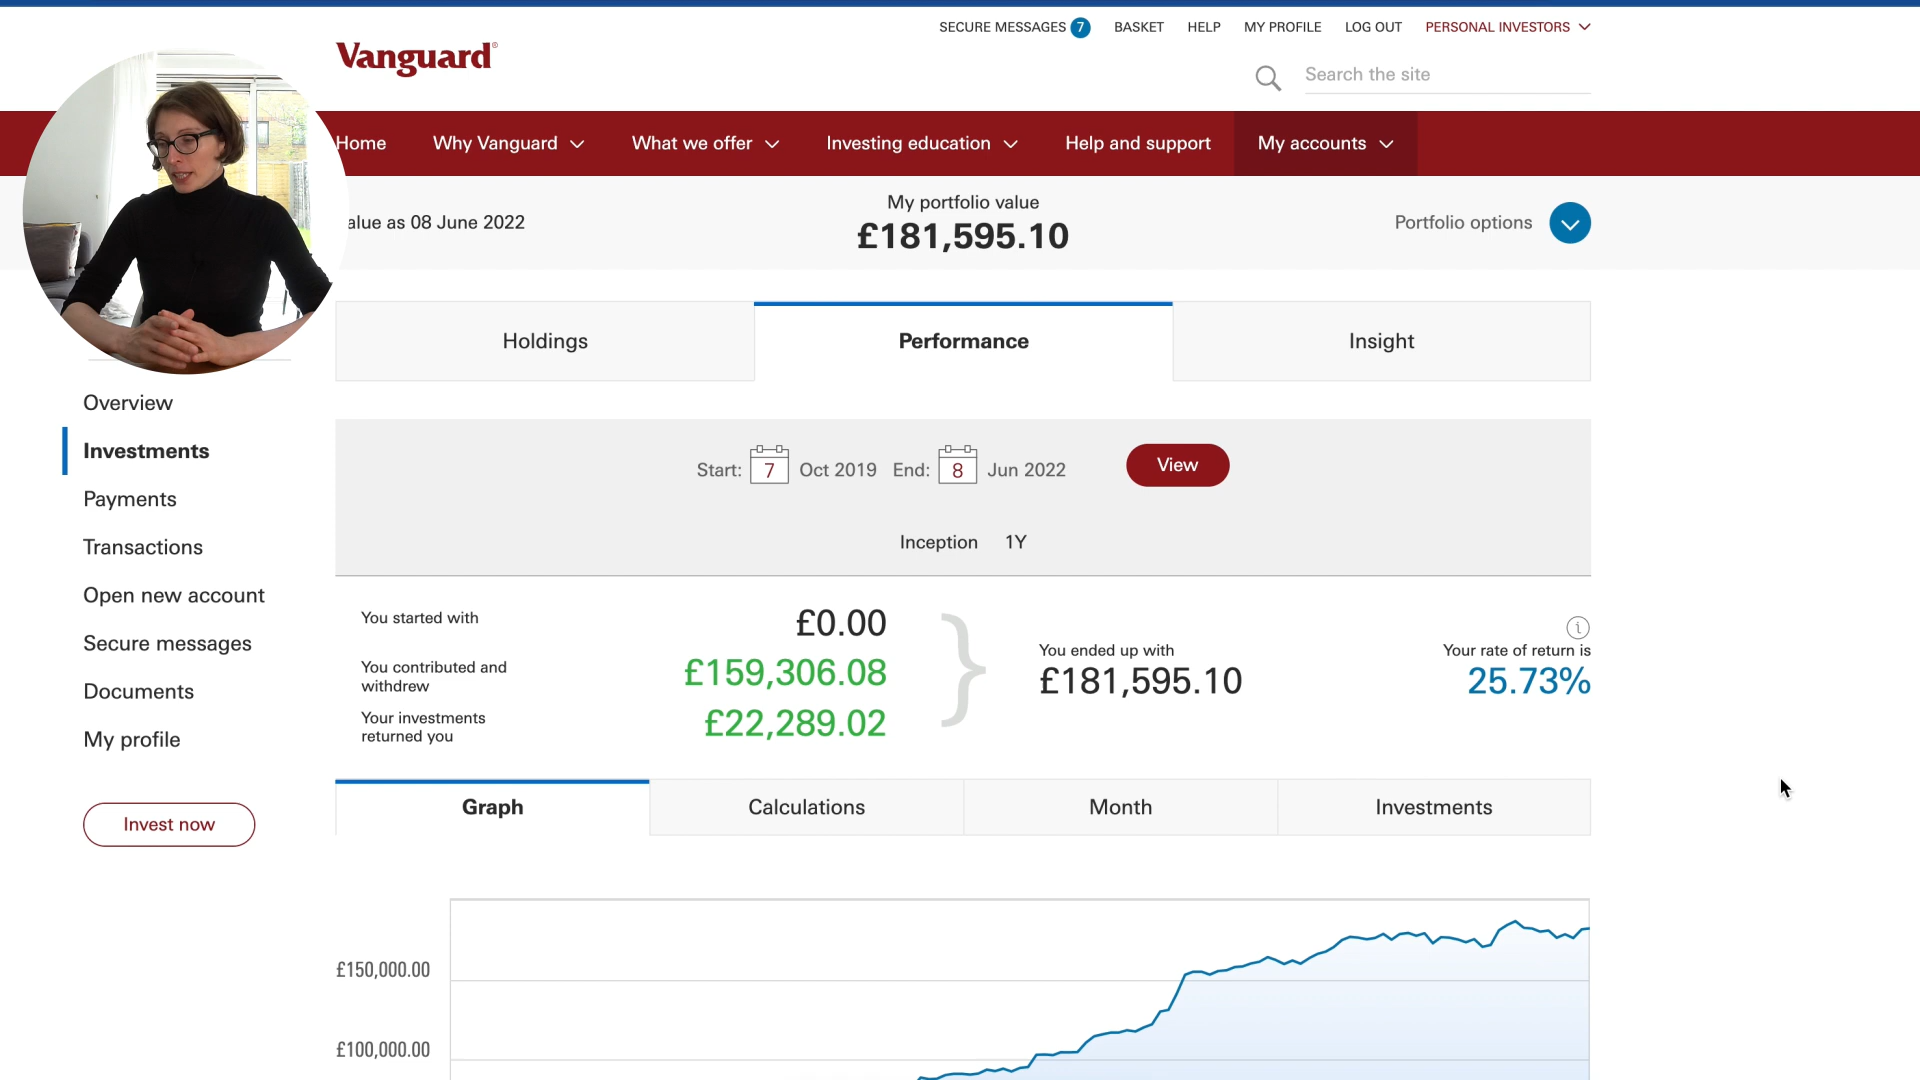 SECURE MESSAGES 7 BASKET HELP MY PROFILE LOG OUT PERSONAL INVESTORS
Vanguard®
Search the site
Home Why Vanguard What we offer Investing education Help and support My accounts
alue as 08 June 2022
My portfolio value
£181,595.10
Portfolio options
Holdings Performance Insight
Overview
Investments
Payments
Transactions
Open new account
Secure messages
Documents
My profile
Invest now
Start: 7 Oct 2019 End: 8 Jun 2022 View
Inception 1Y
You started with £0.00
You contributed and
withdrew
£159,306.08
Your investments
returned you
£22,289.02
}
You ended up with
£181,595.10
i
Your rate of return is
25.73%
Graph Calculations Month Investments
£150,000.00
£100,000.00